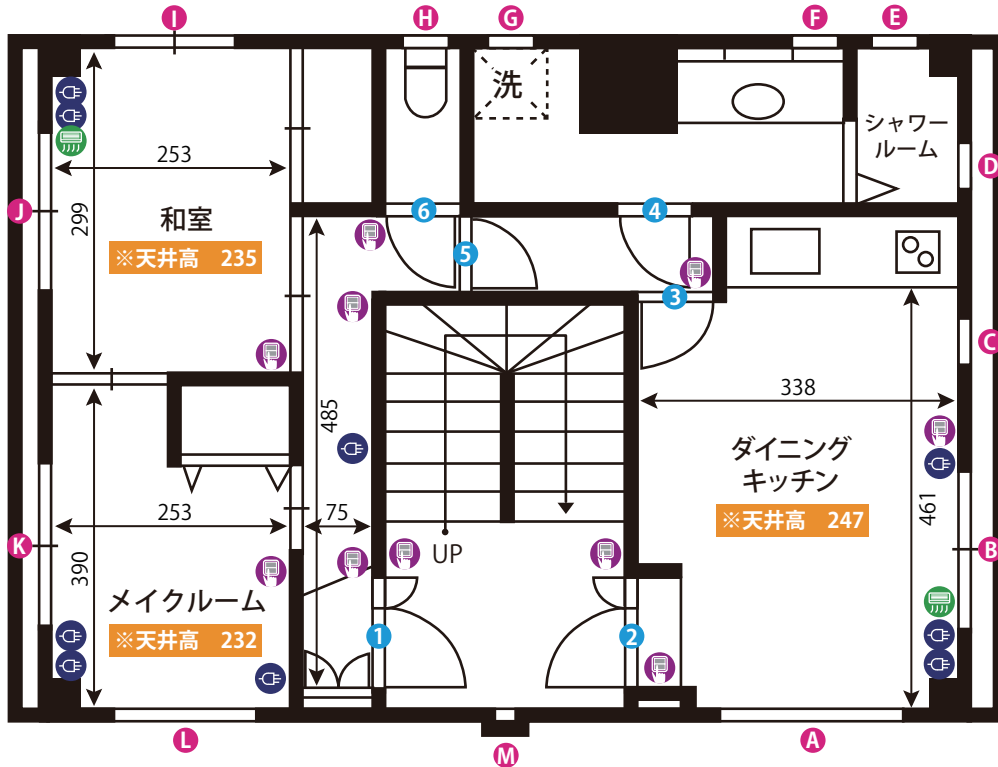 I
H
G
F
E
洗
シャワー
ルーム
D
253
299
J
和室
※天井高 235
6
5
4
3
C
485
338
ダイニング
キッチン
※天井高 247
461
B
253
75
UP
K
390
メイクルーム
※天井高 232
1
2
L
M
A